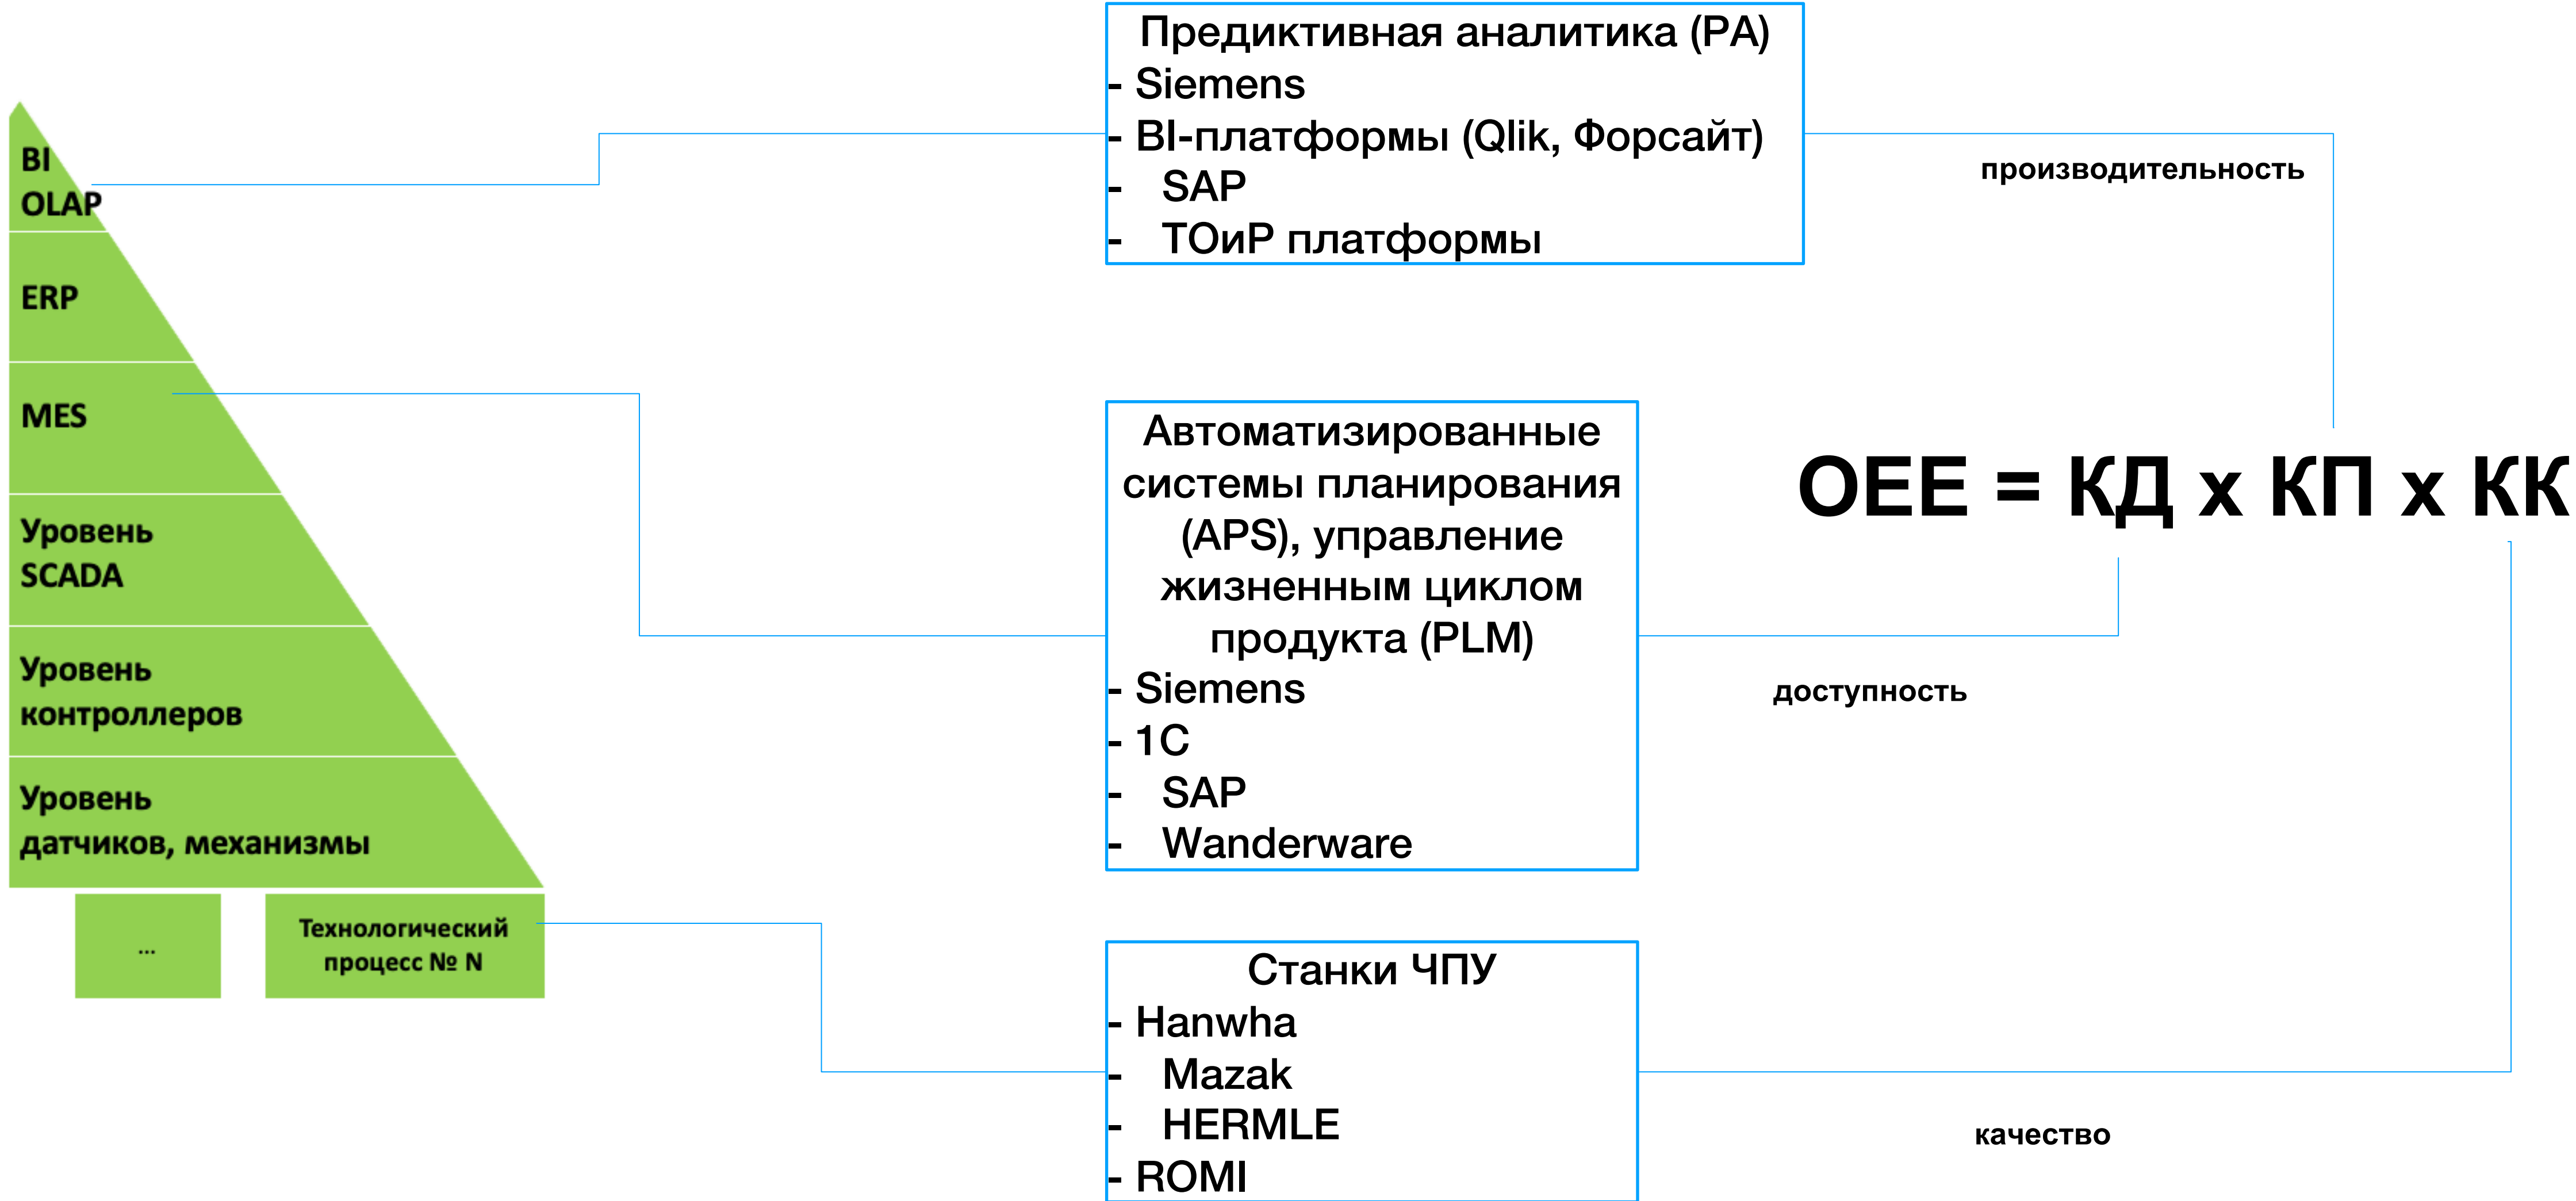 BI
OLAP
ERP
MES
Уровень
SCADA
Уровень
контроллеров
Уровень
датчиков, механизмы
...
Технологический
процесс № N
Предиктивная аналитика (PA)
- Siemens
- BI-платформы (Qlik, Форсайт)
- SAP
- ТОиР платформы
Автоматизированные
системы планирования
(APS), управление
жизненным циклом
продукта (PLM)
- Siemens
- 1С
- SAP
- Wanderware
Станки ЧПУ
- Hanwha
- Mazak
- HERMLE
- ROMI
производительность
OEE = КД x КП x КК
доступность
качество